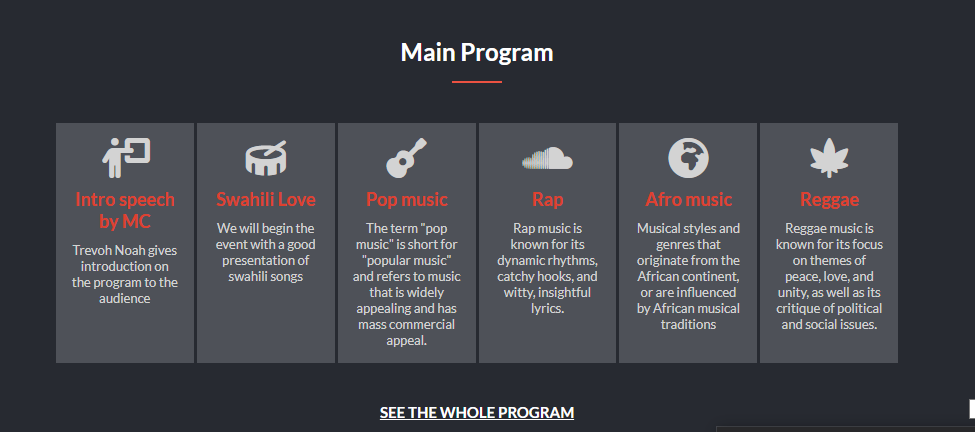 Main Program
Intro speech
by MC
Trevoh Noah gives
introduction on
the program to the
audience
Swahili Love
We will begin the
event with a good
presentation of
swahili songs
Pop music
The term "pop
music" is short for
"popular music"
and refers to music
that is widely
appealing and has
mass commercial
appeal.
Rap
Rap music is
known for its
dynamic rhythms,
catchy hooks, and
witty, insightful
lyrics.
Afro music
Musical styles and
genres that
originate from the
African continent,
or are influenced
by African musical
traditions
Reggae
Reggae music is
known for its focus
on themes of
peace, love, and
unity, as well as its
critique of political
and social issues.
SEE THE WHOLE PROGRAM